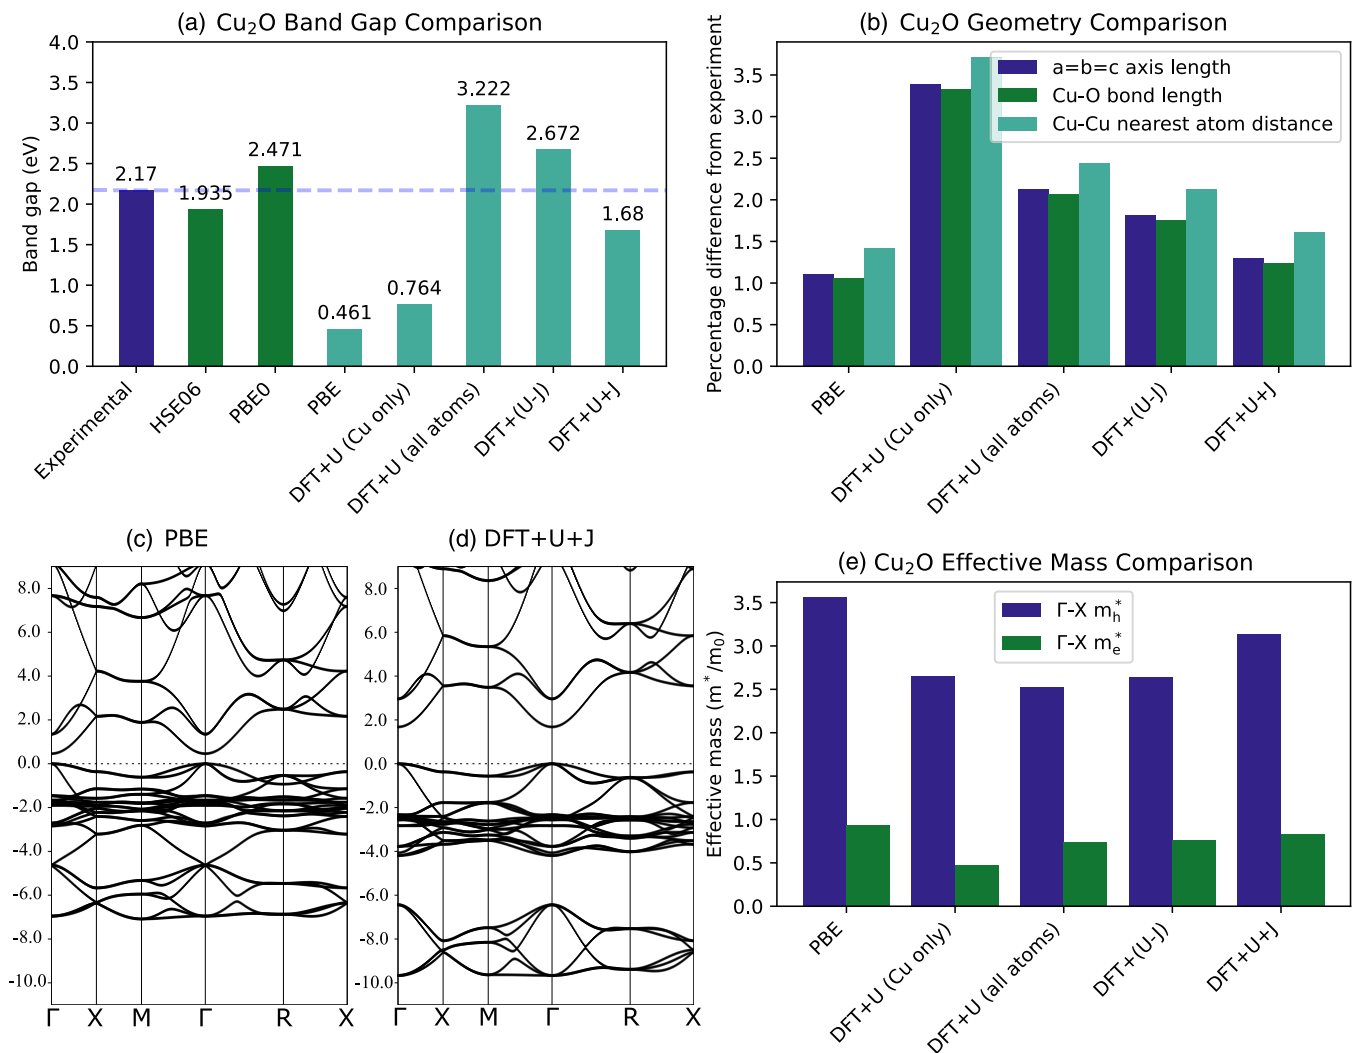 (a) Cu₂O Band Gap Comparison
Band gap (eV)
4.0
3.5
3.0
2.5
2.0
1.5
1.0
0.5
0.0
2.17
1.935
2.471
0.461
0.764
3.222
2.672
1.68
Experimental
HSE06
PBE0
PBE
DFT+U (Cu only)
DFT+U (all atoms)
DFT+(U-J)
DFT+U+J
(b) Cu₂O Geometry Comparison
Percentage difference from experiment
3.5
3.0
2.5
2.0
1.5
1.0
0.5
0.0
a=b=c axis length
Cu-O bond length
Cu-Cu nearest atom distance
PBE
DFT+U (Cu only)
DFT+U (all atoms)
DFT+(U-J)
DFT+U+J
(c) PBE
8.0
6.0
4.0
2.0
0.0
-2.0
-4.0
-6.0
-8.0
-10.0
Γ X M Γ R X
(d) DFT+U+J
8.0
6.0
4.0
2.0
0.0
-2.0
-4.0
-6.0
-8.0
-10.0
Γ X M Γ R X
(e) Cu₂O Effective Mass Comparison
Effective mass (m*/m₀)
3.5
3.0
2.5
2.0
1.5
1.0
0.5
0.0
Γ-X m*ₕ
Γ-X m*ₑ
PBE
DFT+U (Cu only)
DFT+U (all atoms)
DFT+(U-J)
DFT+U+J